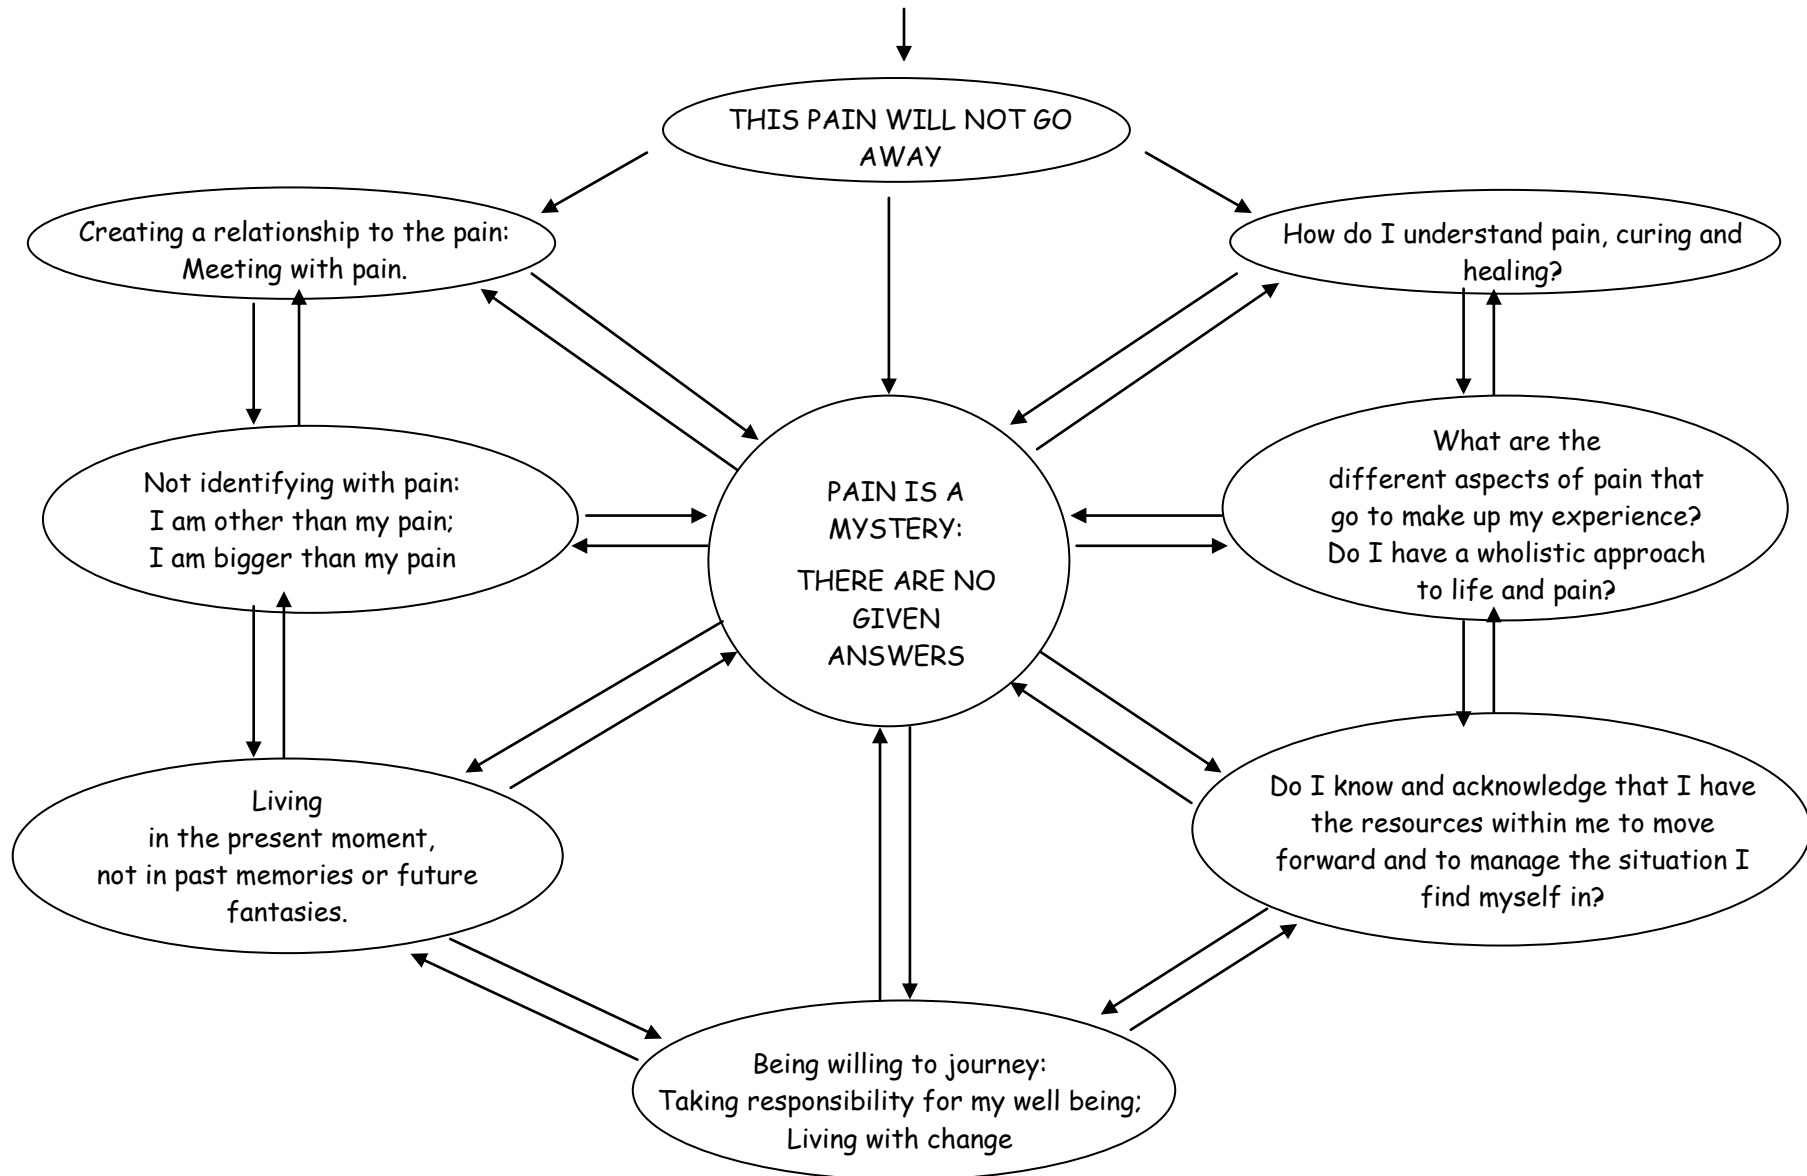 THIS PAIN WILL NOT GO
AWAY
Creating a relationship to the pain:
Meeting with pain.
How do I understand pain, curing and
healing?
Not identifying with pain:
I am other than my pain;
I am bigger than my pain
PAIN IS A
MYSTERY:
THERE ARE NO
GIVEN
ANSWERS
What are the
different aspects of pain that
go to make up my experience?
Do I have a wholistic approach
to life and pain?
Living
in the present moment,
not in past memories or future
fantasies.
Do I know and acknowledge that I have
the resources within me to move
forward and to manage the situation I
find myself in?
Being willing to journey:
Taking responsibility for my well being;
Living with change